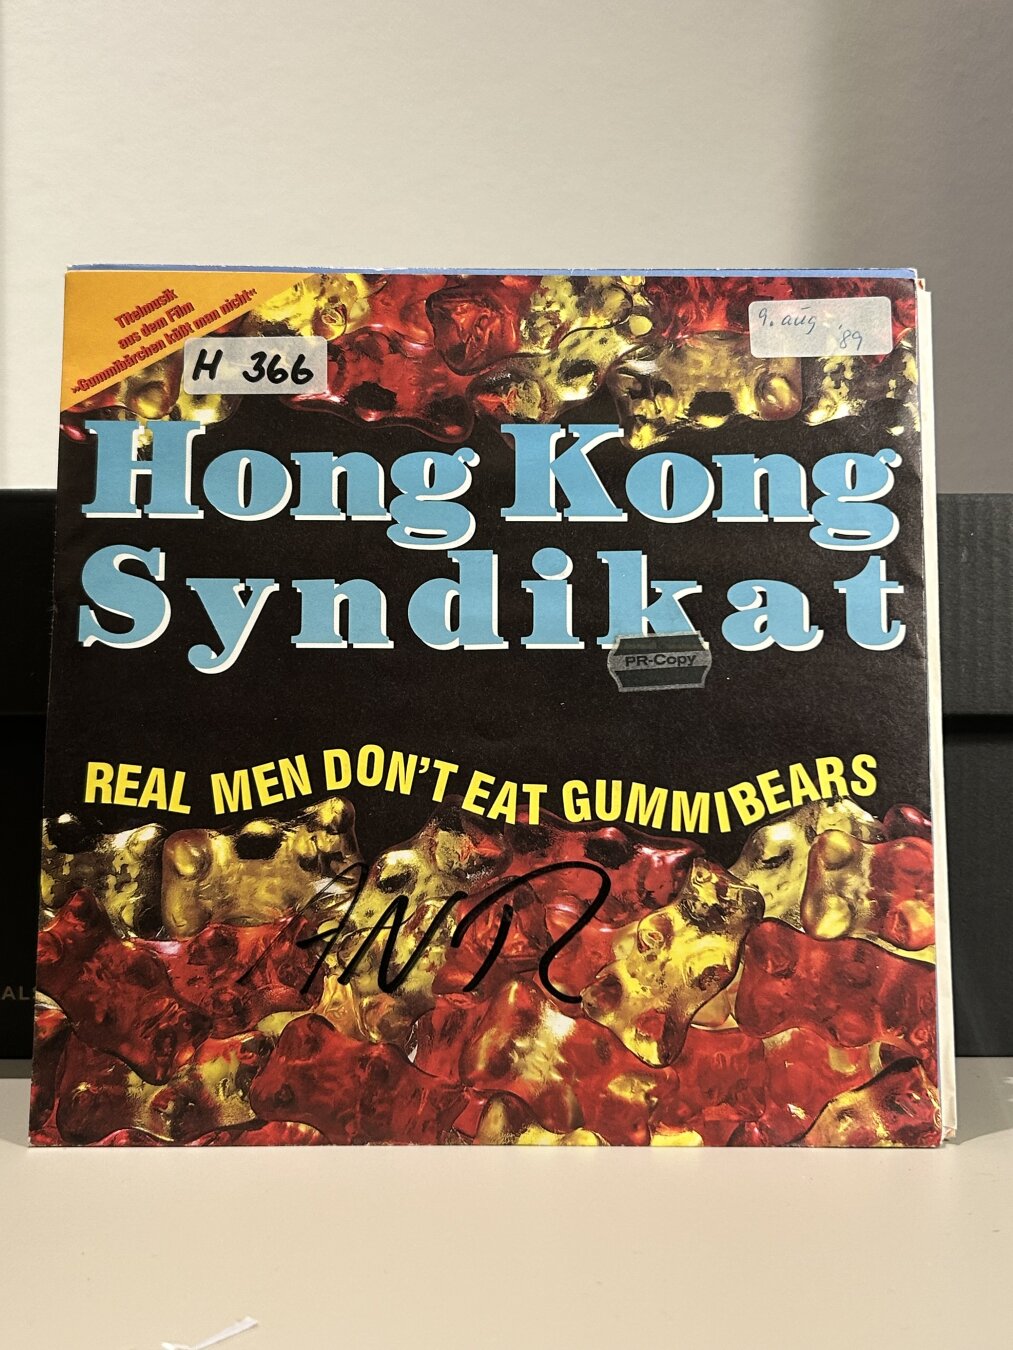 Titelmusik
aus dem Film
»Gummibärchen küßt man nicht«
H 366
9. aug '89
Hong Kong
Syndikat
PR-Copy
REAL MEN DON'T EAT GUMMIBEARS